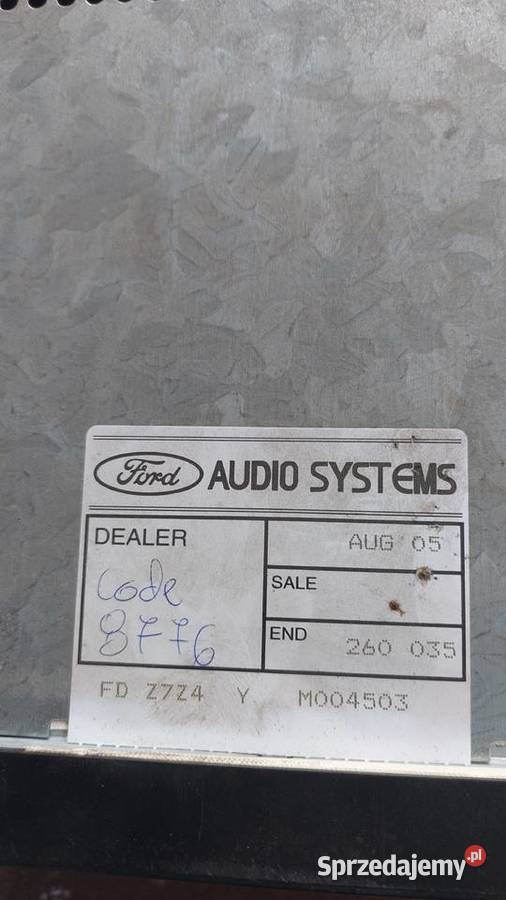 Ford AUDIO SYSTEMS
DEALER
AUG 05
code
8776
SALE
END
260 035
FD Z7Z4 Y M004503
Sprzedajemy.pl